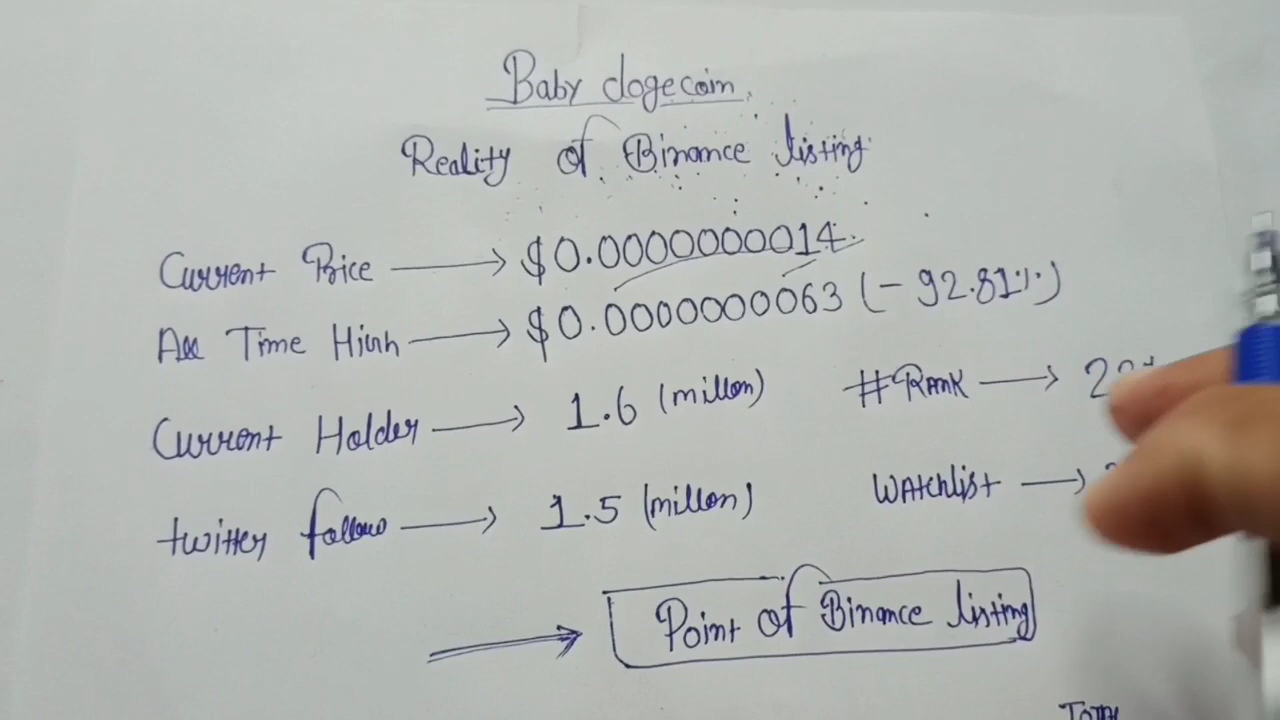 Baby dogecoin
Reality of Binance listing
Current Price → $0.0000000014
All Time High → $0.0000000063 (-92.81%)
Current Holder → 1.6 (millon) #Rank →
twitter follow → 1.5 (millon) Watchlist →
Point of Binance listing
Total